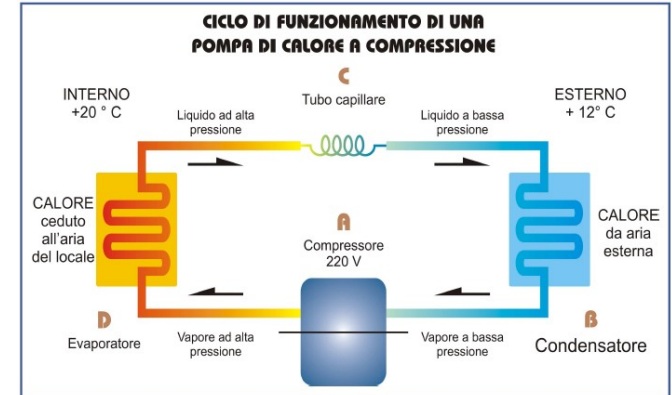 CICLO DI FUNZIONAMENTO DI UNA
POMPA DI CALORE A COMPRESSIONE
C
Tubo capillare
INTERNO
+20 ° C
ESTERNO
+ 12° C
Liquido ad alta
pressione
Liquido a bassa
pressione
CALORE
ceduto
all'aria
del locale
A
Compressore
220 V
CALORE
da aria
esterna
D
Evaporatore
Vapore ad alta
pressione
Vapore a bassa
pressione
B
Condensatore